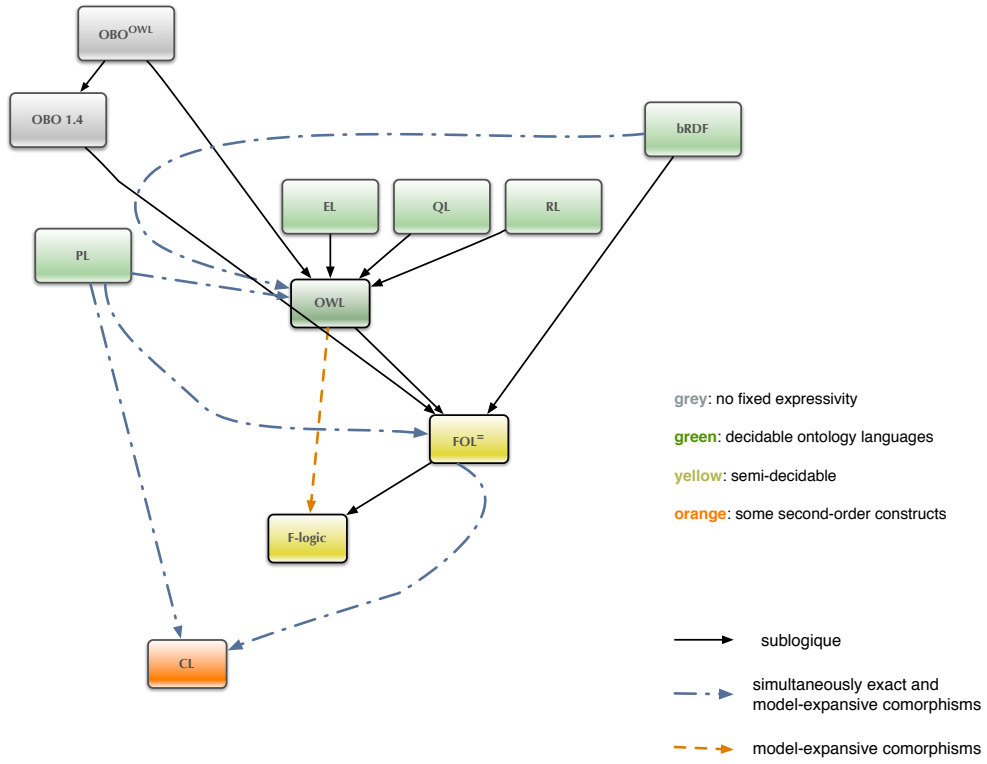 OBO^OWL
OBO 1.4
bRDF
EL
QL
RL
PL
OWL
FOL^=
F-logic
CL
grey: no fixed expressivity
green: decidable ontology languages
yellow: semi-decidable
orange: some second-order constructs
sublogique
simultaneously exact and
model-expansive comorphisms
model-expansive comorphisms